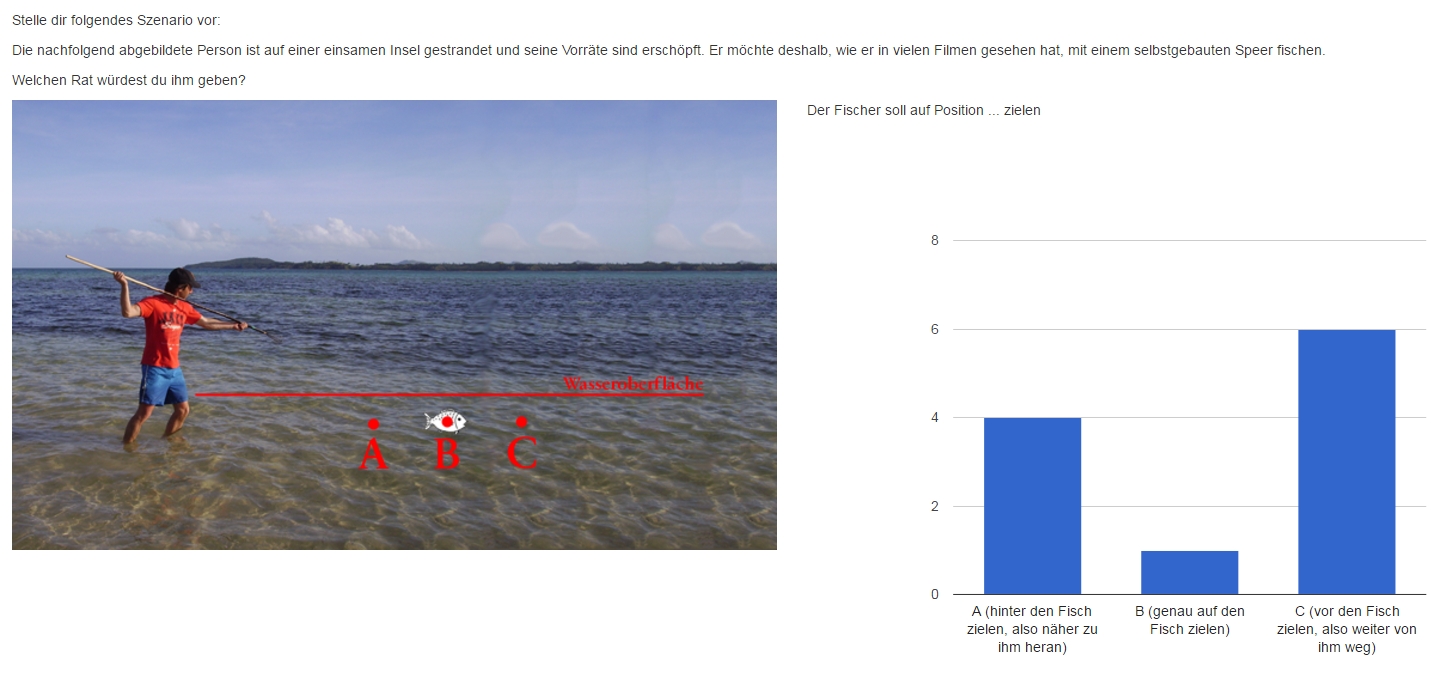 Stelle dir folgendes Szenario vor:
Die nachfolgend abgebildete Person ist auf einer einsamen Insel gestrandet und seine Vorräte sind erschöpft. Er möchte deshalb, wie er in vielen Filmen gesehen hat, mit einem selbstgebauten Speer fischen.
Welchen Rat würdest du ihm geben?
Wasseroberfläche
A B C
Der Fischer soll auf Position ... zielen
8
6
4
2
0
A (hinter den Fisch
zielen, also näher zu
ihm heran)
B (genau auf den
Fisch zielen)
C (vor den Fisch
zielen, also weiter von
ihm weg)